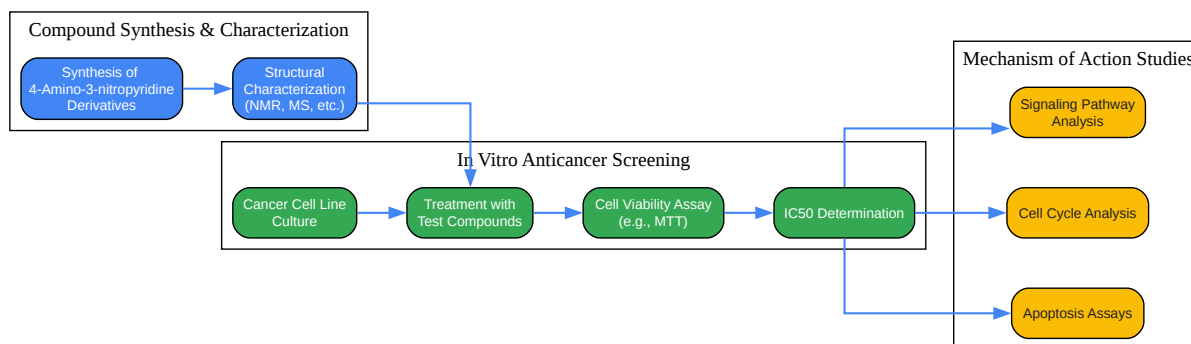 Compound Synthesis & Characterization
Synthesis of
4-Amino-3-nitropyridine
Derivatives
Structural
Characterization
(NMR, MS, etc.)
In Vitro Anticancer Screening
Cancer Cell Line
Culture
Treatment with
Test Compounds
Cell Viability Assay
(e.g., MTT)
IC50 Determination
Mechanism of Action Studies
Signaling Pathway
Analysis
Cell Cycle Analysis
Apoptosis Assays